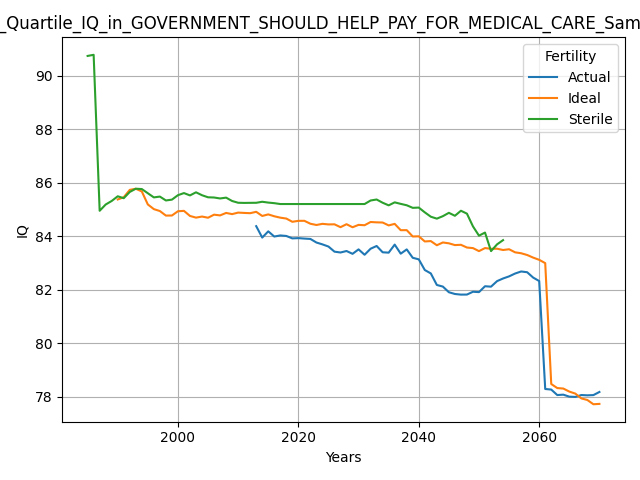 _Quartile_IQ_in_GOVERNMENT_SHOULD_HELP_PAY_FOR_MEDICAL_CARE_Sam
Fertility
Actual
Ideal
Sterile
90
88
86
84
82
80
78
IQ
2000
2020
2040
2060
Years